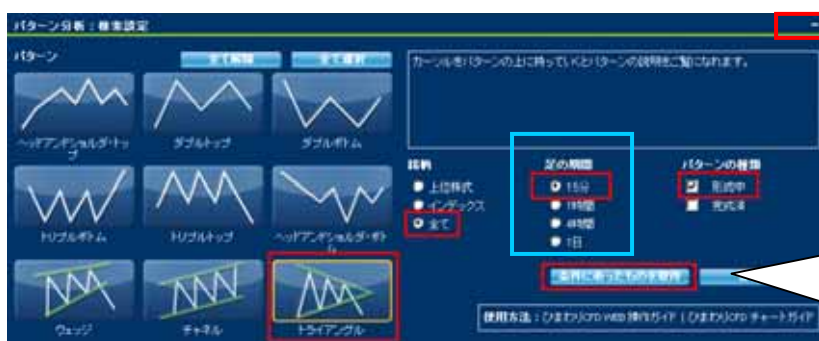 パターン分析：検索設定
パターン
全て解除
全て選択
カーソルをパターンの上に持っていくとパターンの説明をご覧になれます。
ヘッドアンドショルダ・トップ
ダブルトップ
ダブルボトム
トリプルボトム
トリプルトップ
ヘッドアンドショルダ・ボトム
ウェッジ
チャネル
トライアングル
銘柄
上位株式
インデックス
全て
足の期間
15分
1時間
4時間
1日
パターンの種類
形成中
完成済
条件にあったものを表示
使用方法：ひまわりCFD WEB 操作ガイド | ひまわりCFD チャートガイド